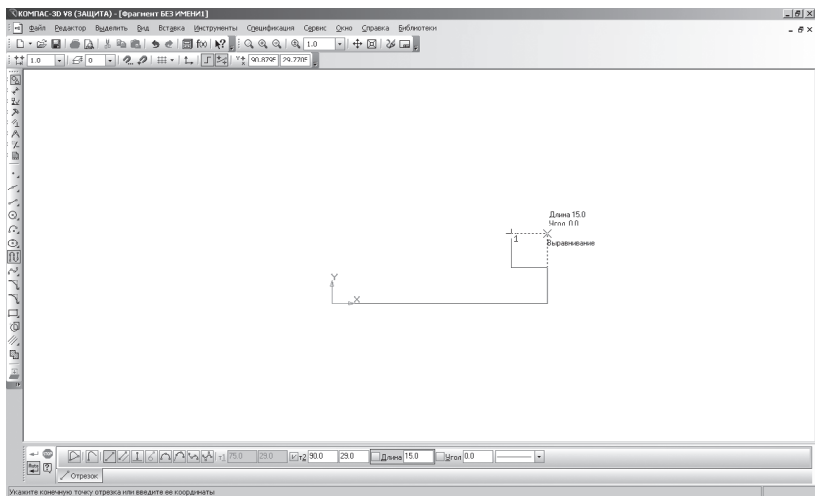 КОМПАС-3D V8 (ЗАЩИТА) - [Фрагмент БЕЗ ИМЕНИ1]
Файл Редактор Выделить Вид Вставка Инструменты Спецификация Сервис Окно Справка Библиотеки
f(x) 1.0
1.0 0 90.8795 29.7705
Длина 15.0
Угол 0.0
1
Выравнивание
Y
X
т1 75.0 29.0 т2 90.0 29.0 Длина 15.0 Угол 0.0
Auto
Отрезок
Укажите конечную точку отрезка или введите ее координаты